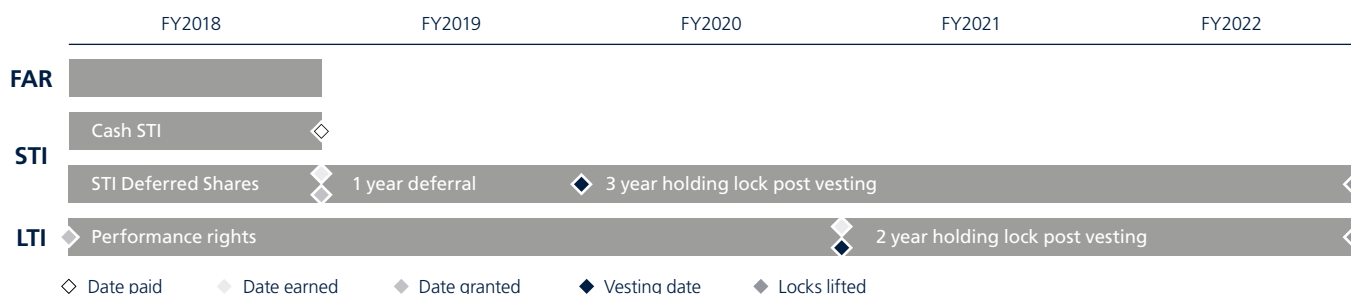 FY2018 FY2019 FY2020 FY2021 FY2022
FAR
Cash STI
STI
STI Deferred Shares 1 year deferral 3 year holding lock post vesting
LTI Performance rights 2 year holding lock post vesting
Date paid Date earned Date granted Vesting date Locks lifted